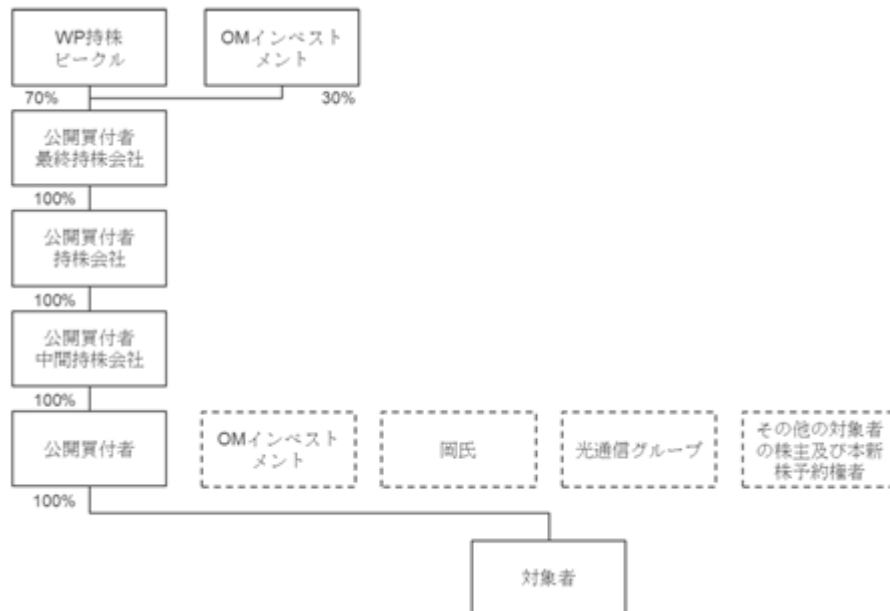 WP持株
ビークル
OMインベスト
メント
70%
30%
公開買付者
最終持株会社
100%
公開買付者
持株会社
100%
公開買付者
中間持株会社
100%
公開買付者
OMインベスト
メント
岡氏
光通信グループ
その他の対象者
の株主及び本新
株予約権者
100%
対象者